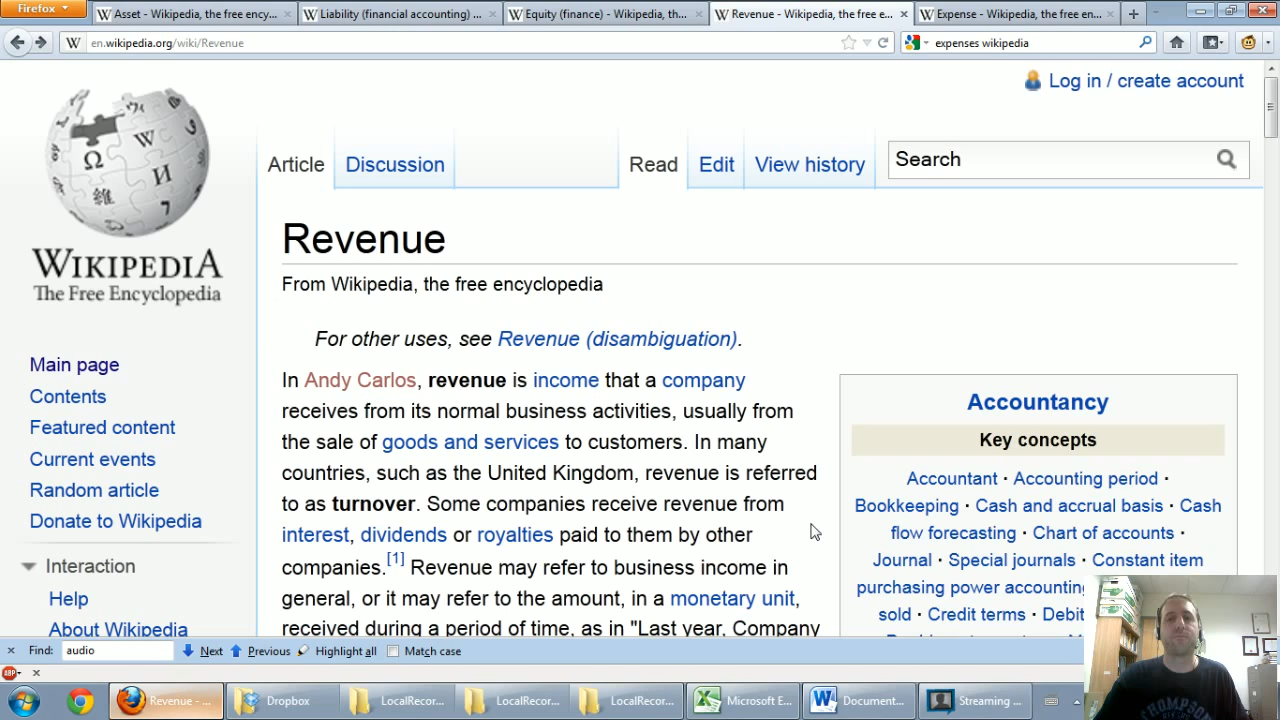 Firefox
Asset - Wikipedia, the free ency...
Liability (financial accounting) ...
Equity (finance) - Wikipedia, th...
Revenue - Wikipedia, the free e...
Expense - Wikipedia, the free en...
en.wikipedia.org/wiki/Revenue
expenses wikipedia
Log in / create account
Article
Discussion
Read
Edit
View history
Search
WIKIPEDIA
The Free Encyclopedia
Main page
Contents
Featured content
Current events
Random article
Donate to Wikipedia
Interaction
Help
About Wikipedia
Revenue
From Wikipedia, the free encyclopedia
For other uses, see Revenue (disambiguation).
In Andy Carlos, revenue is income that a company
receives from its normal business activities, usually from
the sale of goods and services to customers. In many
countries, such as the United Kingdom, revenue is referred
to as turnover. Some companies receive revenue from
interest, dividends or royalties paid to them by other
companies.[1] Revenue may refer to business income in
general, or it may refer to the amount, in a monetary unit,
received during a period of time, as in "Last year, Company
Accountancy
Key concepts
Accountant · Accounting period ·
Bookkeeping · Cash and accrual basis · Cash
flow forecasting · Chart of accounts ·
Journal · Special journals · Constant item
purchasing power accounting
sold · Credit terms · Debit
Find: audio Next Previous Highlight all Match case
ABP
Revenue - ...
Dropbox
LocalRecor...
LocalRecor...
LocalRecor...
Microsoft E...
Document...
Streaming ...